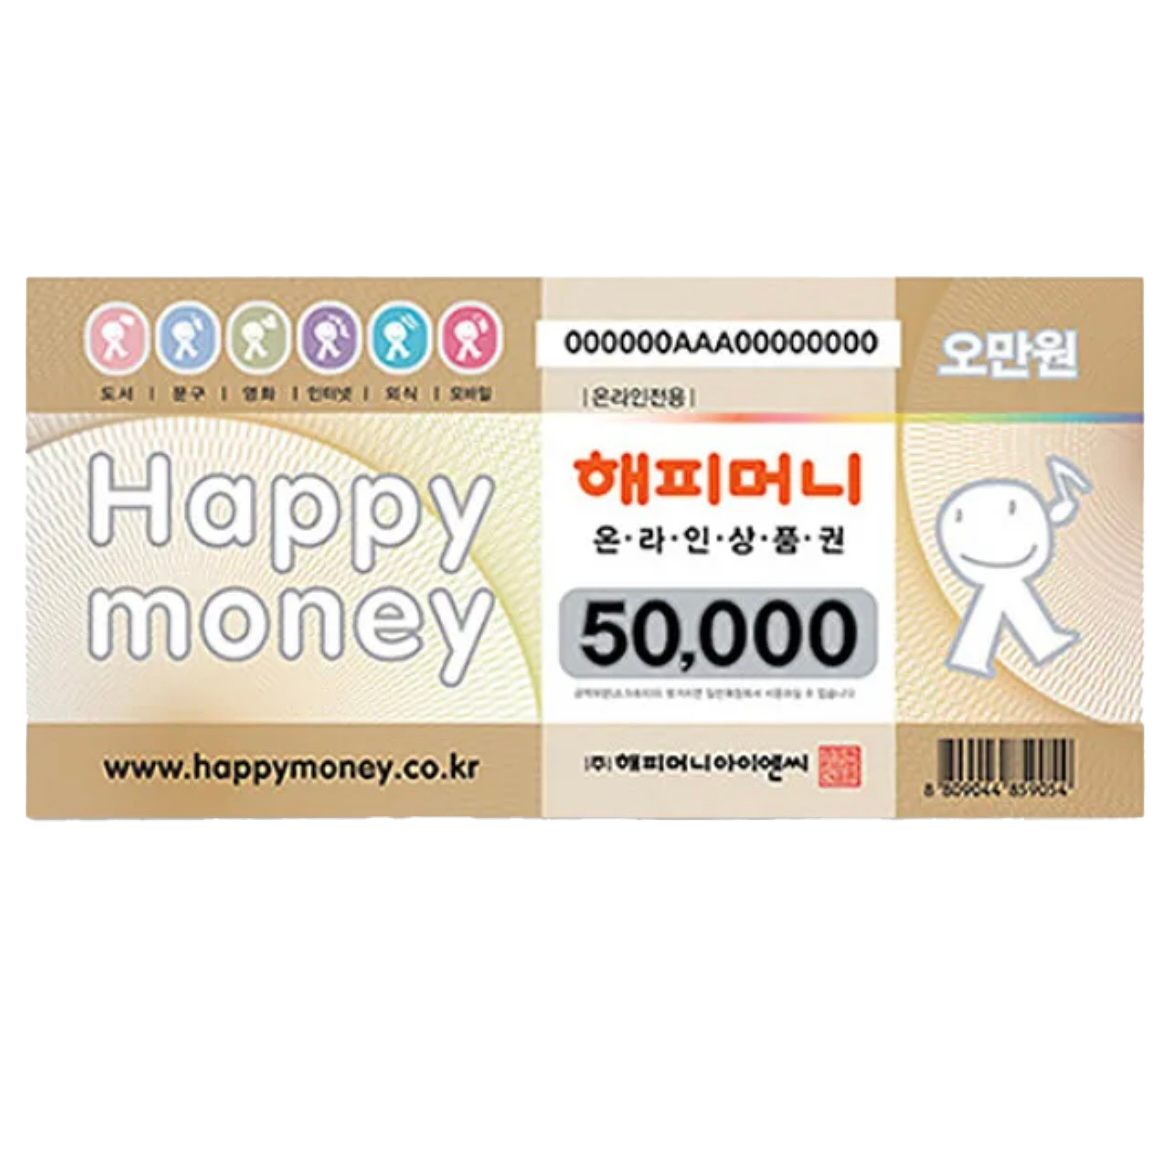 도서 | 문구 | 영화 | 인터넷 | 외식 | 모바일
Happy
money
www.happymoney.co.kr
000000AAA00000000
|온라인전용|
해피머니
온·라·인·상·품·권
50,000
(주)해피머니아이앤씨
오만원
8 809044 859054